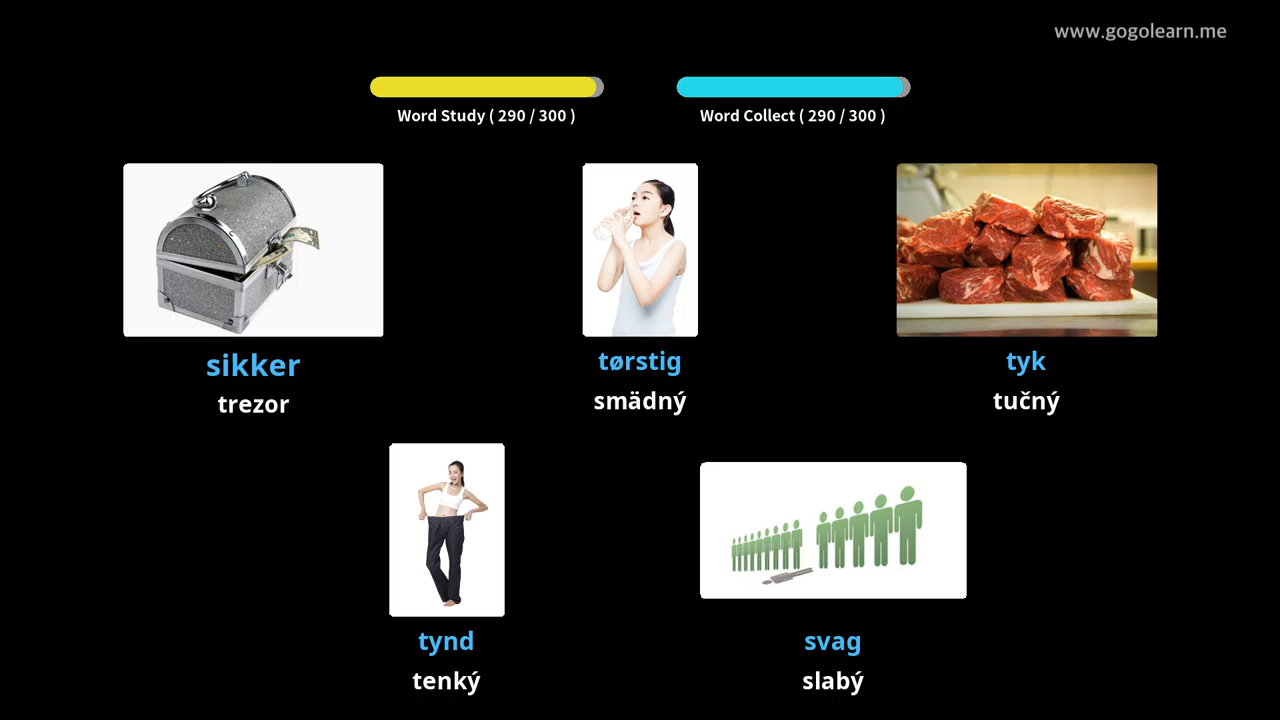 www.gogolearn.me
Word Study ( 290 / 300 )
Word Collect ( 290 / 300 )
sikker
trezor
tørstig
smädný
tyk
tučný
tynd
tenký
svag
slabý